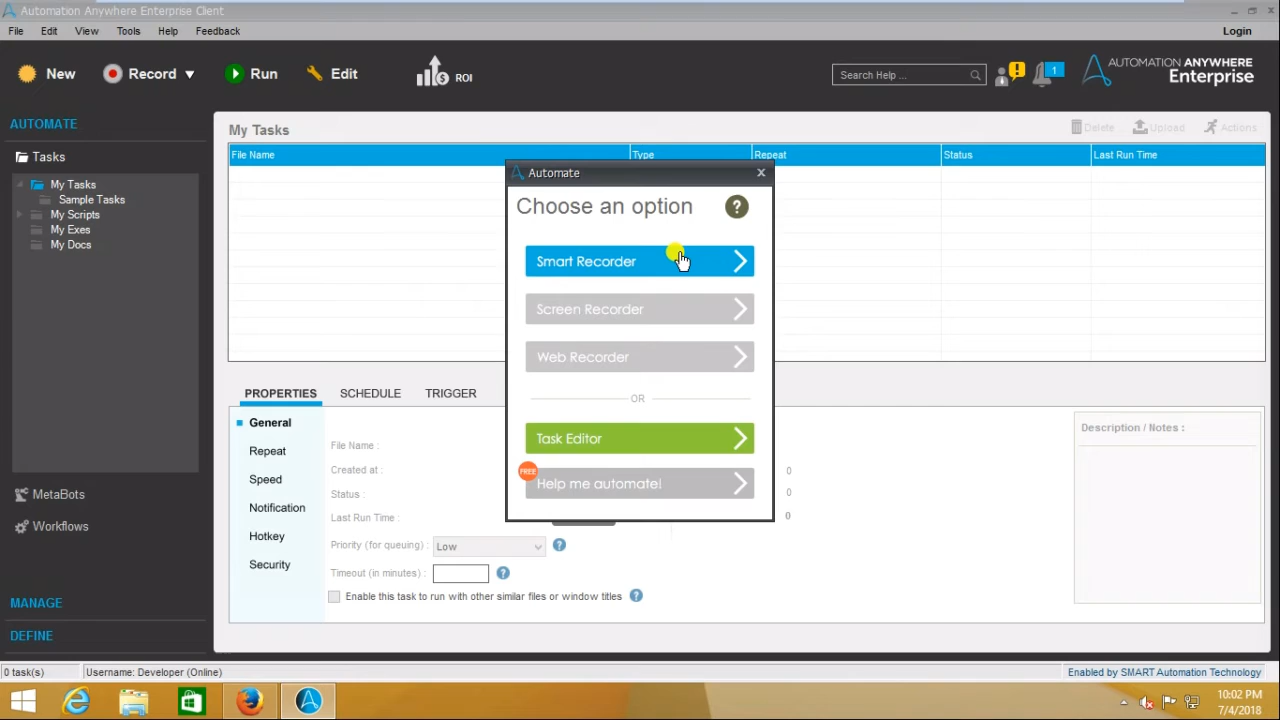 Automation Anywhere Enterprise Client
File Edit View Tools Help Feedback Login
New Record Run Edit ROI Search Help ... 1 AUTOMATION ANYWHERE Enterprise
AUTOMATE
Tasks
My Tasks
Sample Tasks
My Scripts
My Exes
My Docs
MetaBots
Workflows
MANAGE
DEFINE
My Tasks Delete Upload Actions
File Name Type Repeat Status Last Run Time
Automate x
Choose an option ?
Smart Recorder
Screen Recorder
Web Recorder
OR
Task Editor
FREE
Help me automate!
PROPERTIES SCHEDULE TRIGGER
General
Repeat
Speed
Notification
Hotkey
Security
File Name :
Created at : 0
Status : 0
Last Run Time : 0
Priority (for queuing) : Low ?
Timeout (in minutes) : ?
Enable this task to run with other similar files or window titles ?
Description / Notes :
0 task(s) Username: Developer (Online) Enabled by SMART Automation Technology
10:02 PM
7/4/2018